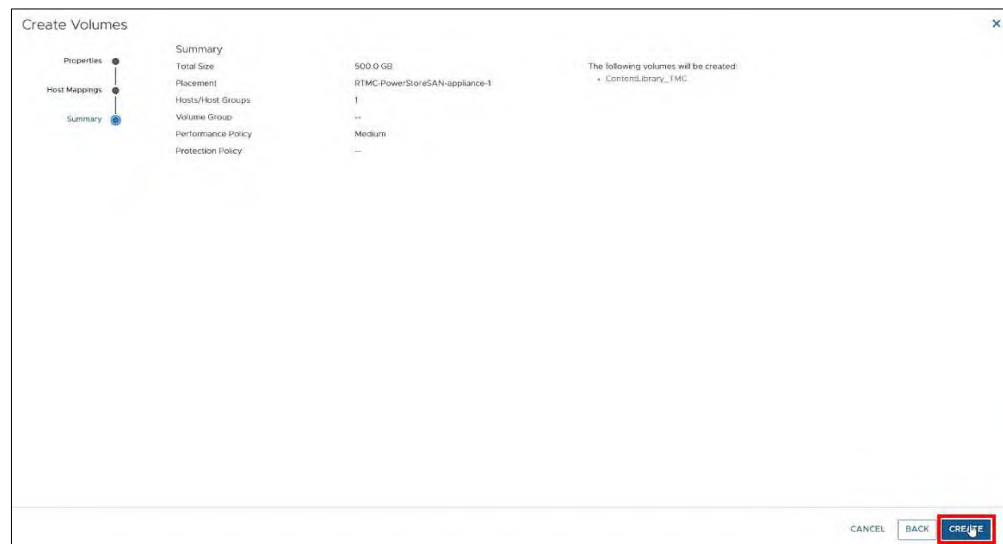 Create Volumes
×
Properties
Host Mappings
Summary
Summary
Total Size 500.0 GB
Placement RTMC-PowerStoreSAN-appliance-1
Hosts/Host Groups 1
Volume Group --
Performance Policy Medium
Protection Policy --
The following volumes will be created:
• ContentLibrary_TMC
CANCEL BACK CREATE